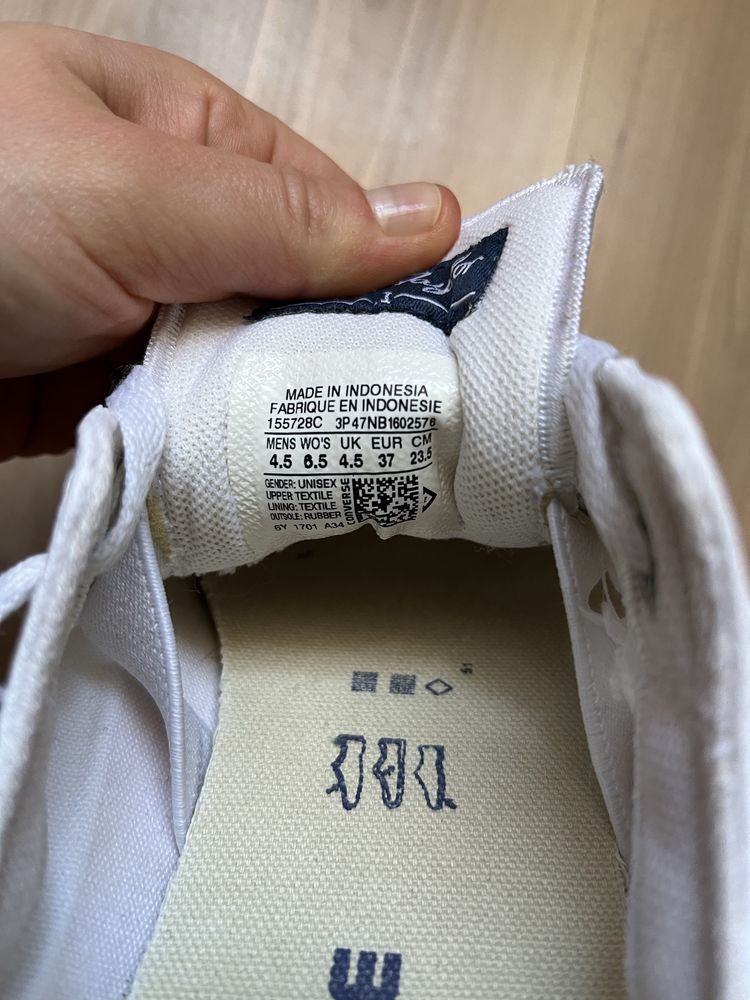 MADE IN INDONESIA
FABRIQUE EN INDONESIE
155728C 3P47NB1602576
MENS WO'S UK EUR CM
4.5 6.5 4.5 37 23.5
GENDER: UNISEX
UPPER TEXTILE
LINING: TEXTILE
OUTSOLE: RUBBER
6Y 1701 A34
CONVERSE
51
E